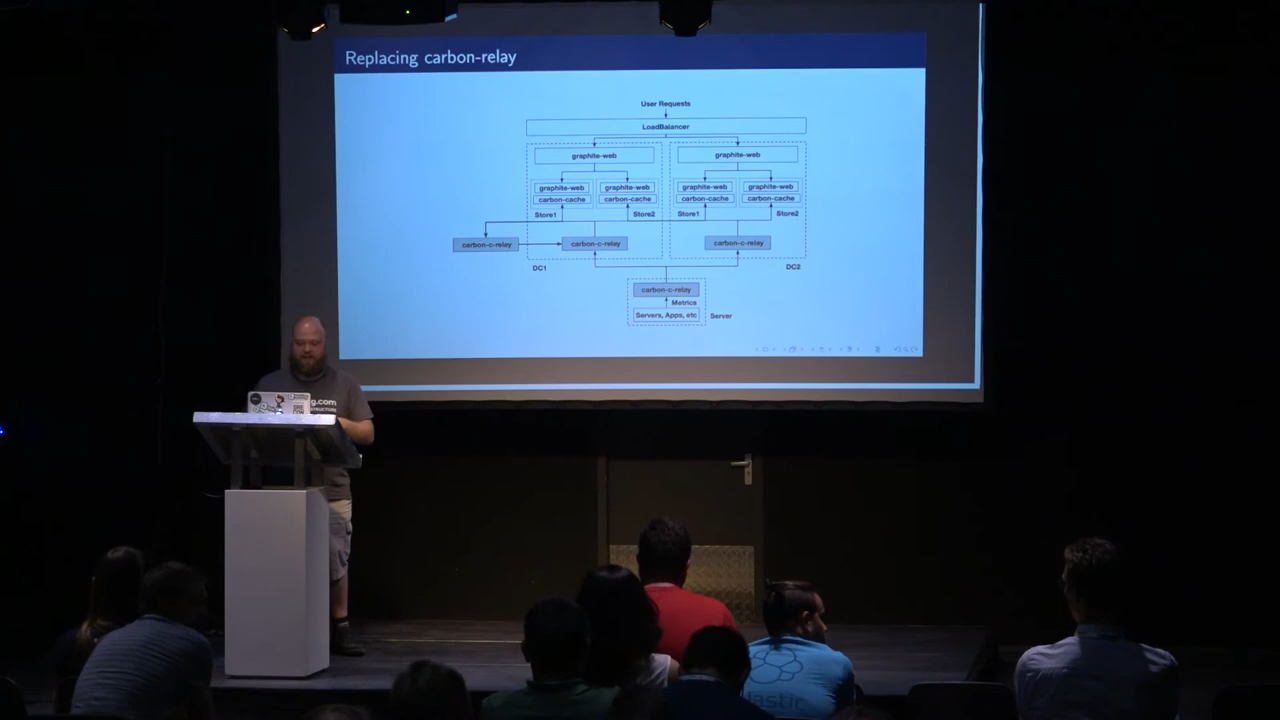 Replacing carbon-relay
User Requests
LoadBalancer
graphite-web graphite-web
graphite-web graphite-web graphite-web graphite-web
carbon-cache carbon-cache carbon-cache carbon-cache
Store1 Store2 Store1 Store2
carbon-c-relay carbon-c-relay carbon-c-relay
DC1 DC2
carbon-c-relay
Metrics
Servers, Apps, etc Server
g.com
lastic